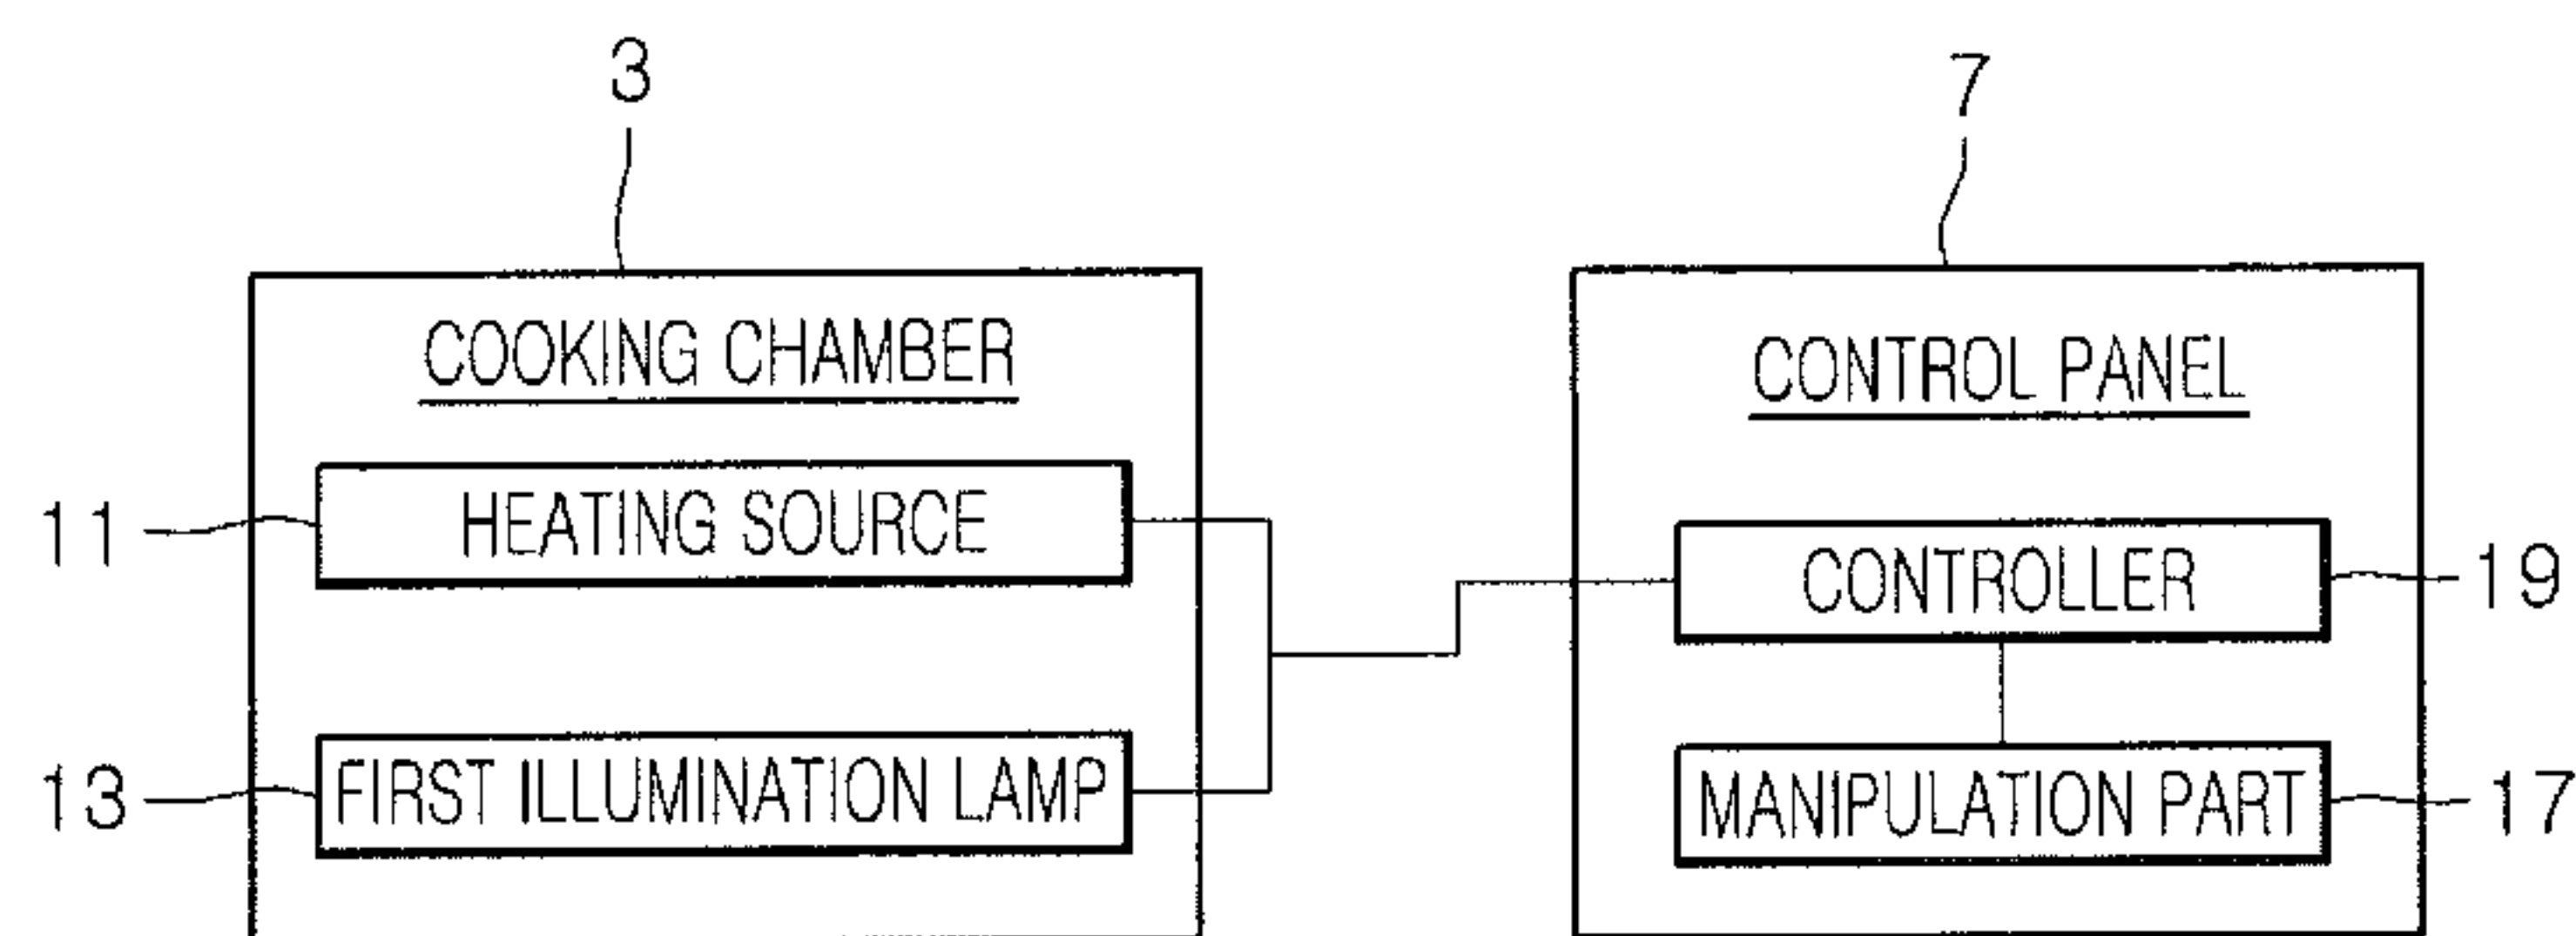 3
7
COOKING CHAMBER
CONTROL PANEL
11
HEATING SOURCE
CONTROLLER
19
13
FIRST ILLUMINATION LAMP
MANIPULATION PART
17